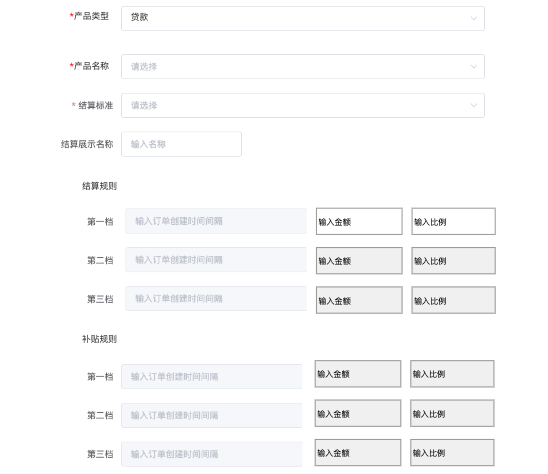 *产品类型 贷款
*产品名称 请选择
* 结算标准 请选择
结算展示名称 输入名称
结算规则
第一档 输入订单创建时间间隔 输入金额 输入比例
第二档 输入订单创建时间间隔 输入金额 输入比例
第三档 输入订单创建时间间隔 输入金额 输入比例
补贴规则
第一档 输入订单创建时间间隔 输入金额 输入比例
第二档 输入订单创建时间间隔 输入金额 输入比例
第三档 输入订单创建时间间隔 输入金额 输入比例